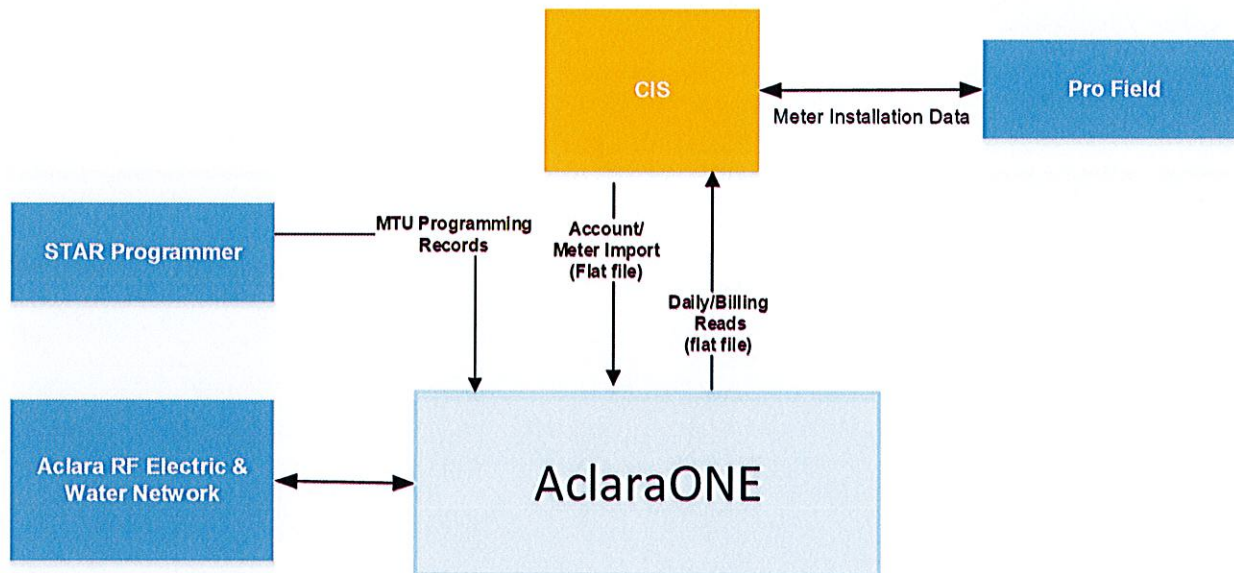 CIS
Pro Field
Meter Installation Data
STAR Programmer
MTU Programming
Records
Account/
Meter Import
(Flat file)
Daily/Billing
Reads
(flat file)
Aclara RF Electric &
Water Network
AclaraONE